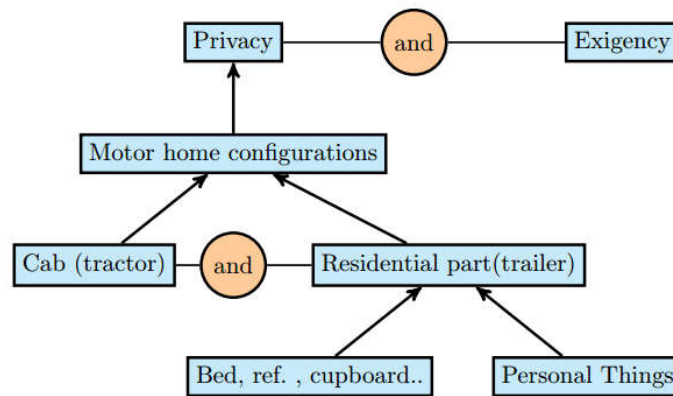 Privacy
and
Exigency
Motor home configurations
Cab (tractor)
and
Residential part(trailer)
Bed, ref. , cupboard..
Personal Things